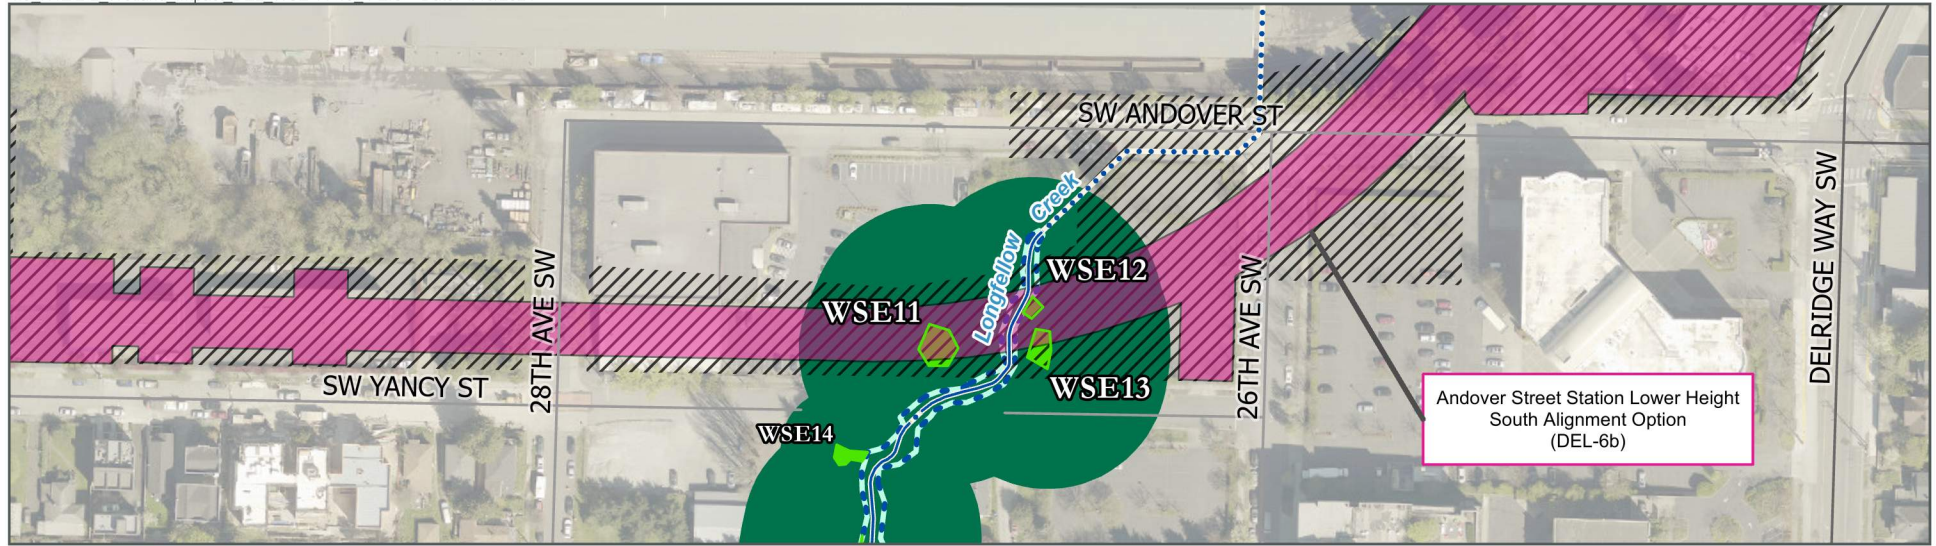 SW ANDOVER ST
Longfellow Creek
WSE12
WSE11
28TH AVE SW
26TH AVE SW
DELRIDGE WAY SW
SW YANCY ST
WSE13
WSE14
Andover Street Station Lower Height
South Alignment Option
(DEL-6b)